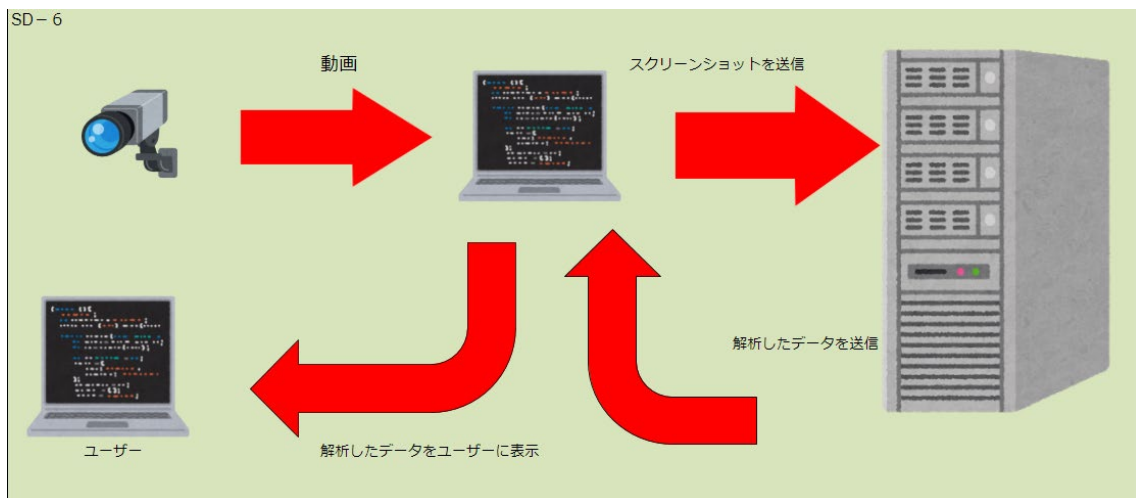 SD－６
動画
スクリーンショットを送信
解析したデータを送信
ユーザー
解析したデータをユーザーに表示